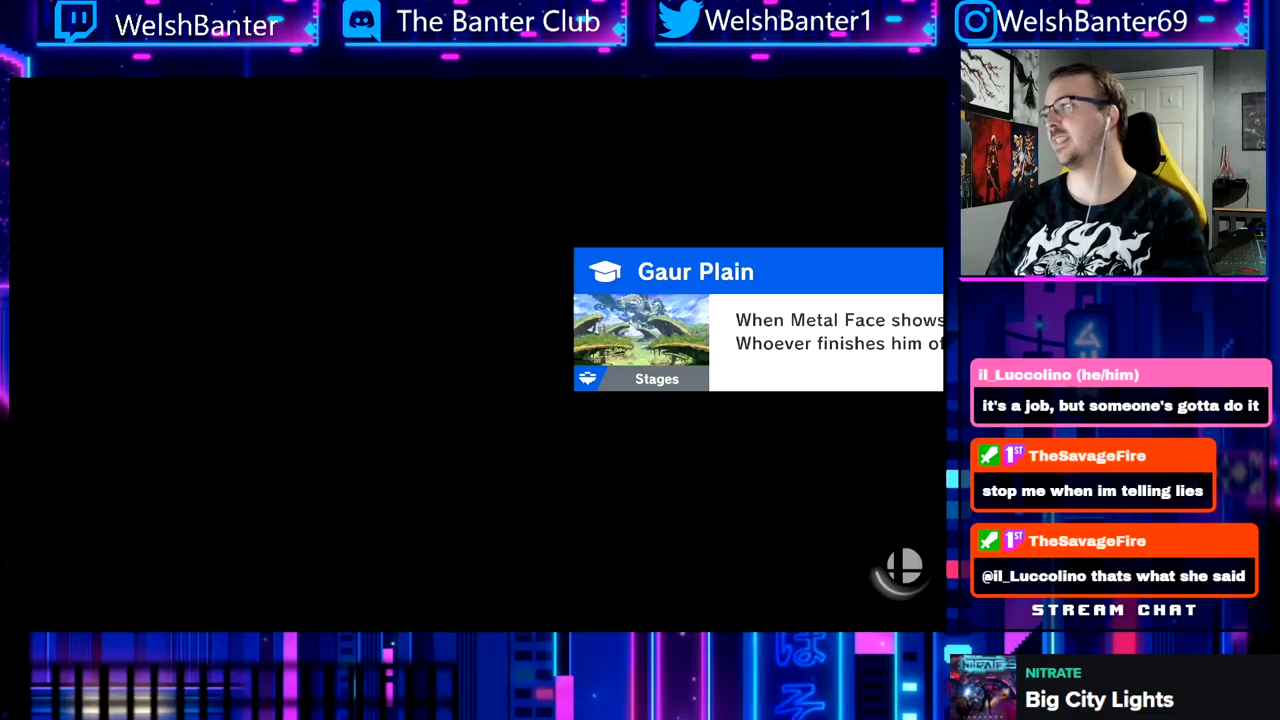 WelshBanter
The Banter Club
WelshBanter1
WelshBanter69
Gaur Plain
When Metal Face shows
Whoever finishes him of
Stages
il_Luccolino (he/him)
it's a job, but someone's gotta do it
1ST TheSavageFire
stop me when im telling lies
1ST TheSavageFire
@il_Luccolino thats what she said
STREAM CHAT
NITRATE
Big City Lights